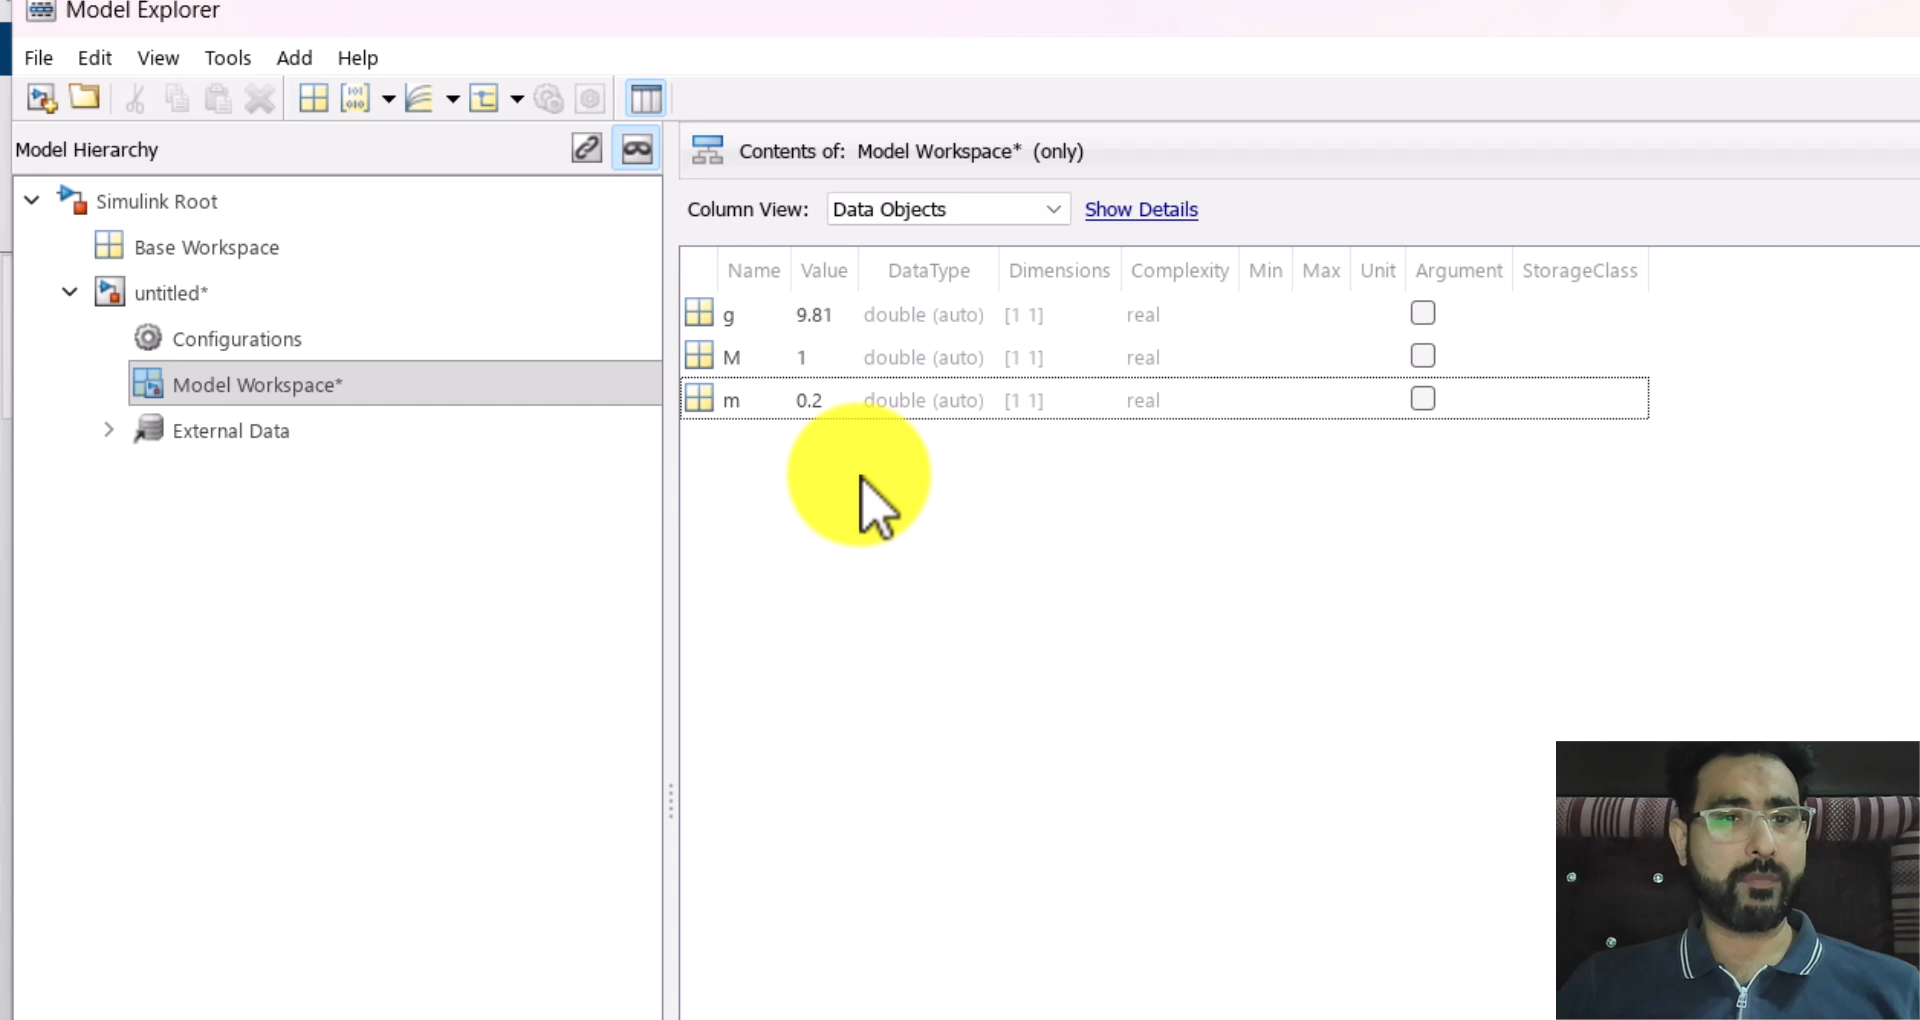 Model Explorer
File Edit View Tools Add Help
Model Hierarchy
Simulink Root
Base Workspace
untitled*
Configurations
Model Workspace*
External Data
Contents of: Model Workspace* (only)
Column View: Data Objects Show Details
Name Value DataType Dimensions Complexity Min Max Unit Argument StorageClass
g 9.81 double (auto) [1 1] real
M 1 double (auto) [1 1] real
m 0.2 double (auto) [1 1] real